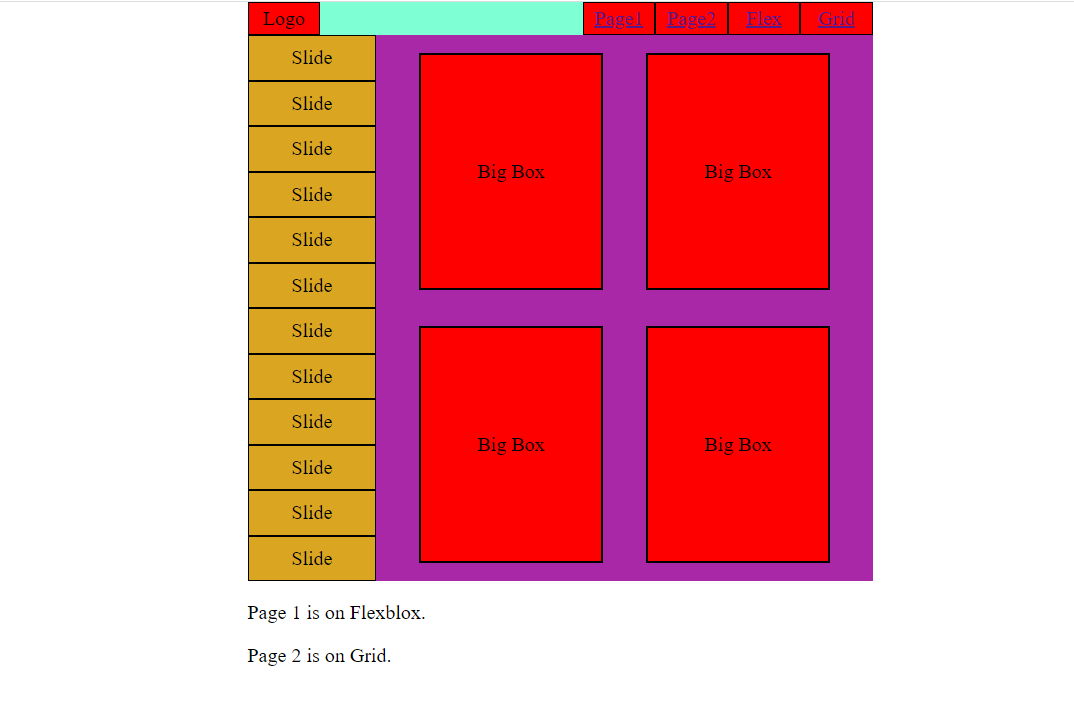 Logo Page1 Page2 Flex Grid
Slide
Slide
Slide
Slide
Slide
Slide
Slide
Slide
Slide
Slide
Slide
Slide
Big Box Big Box
Big Box Big Box
Page 1 is on Flexblox.
Page 2 is on Grid.